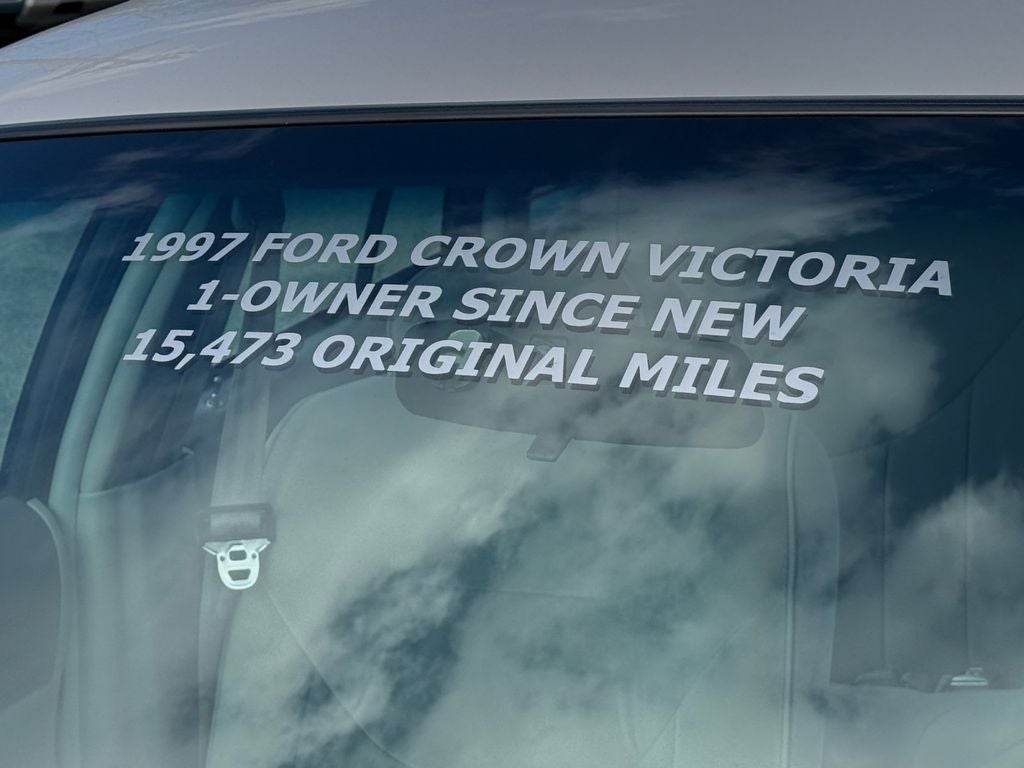 1997 FORD CROWN VICTORIA
1-OWNER SINCE NEW
15,473 ORIGINAL MILES